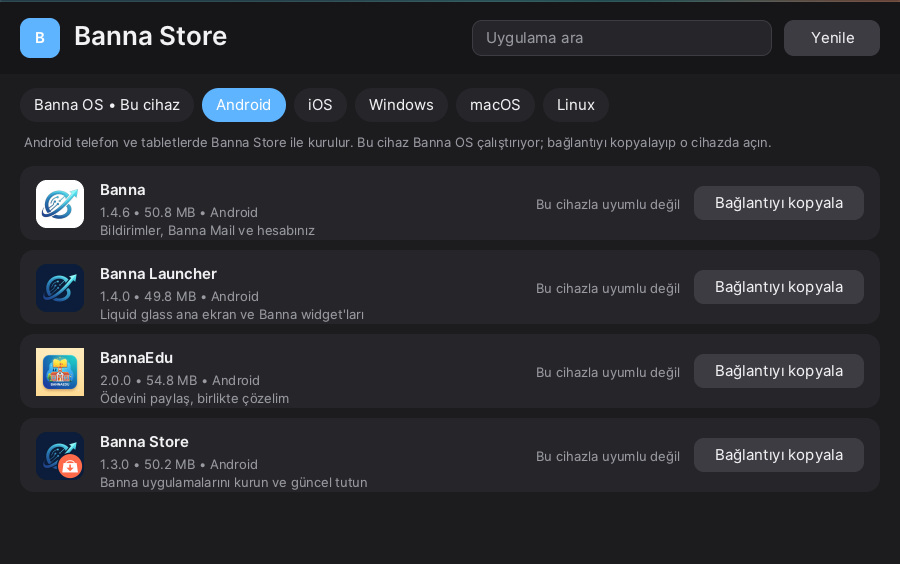 B
Banna Store
Uygulama ara
Yenile
Banna OS • Bu cihaz
Android
iOS
Windows
macOS
Linux
Android telefon ve tabletlerde Banna Store ile kurulur. Bu cihaz Banna OS çalıştırıyor; bağlantıyı kopyalayıp o cihazda açın.
Banna
1.4.6 • 50.8 MB • Android
Bildirimler, Banna Mail ve hesabınız
Bu cihazla uyumlu değil
Bağlantıyı kopyala
Banna Launcher
1.4.0 • 49.8 MB • Android
Liquid glass ana ekran ve Banna widget'ları
Bu cihazla uyumlu değil
Bağlantıyı kopyala
BANNAEDU
BannaEdu
2.0.0 • 54.8 MB • Android
Ödevini paylaş, birlikte çözelim
Bu cihazla uyumlu değil
Bağlantıyı kopyala
Banna Store
1.3.0 • 50.2 MB • Android
Banna uygulamalarını kurun ve güncel tutun
Bu cihazla uyumlu değil
Bağlantıyı kopyala